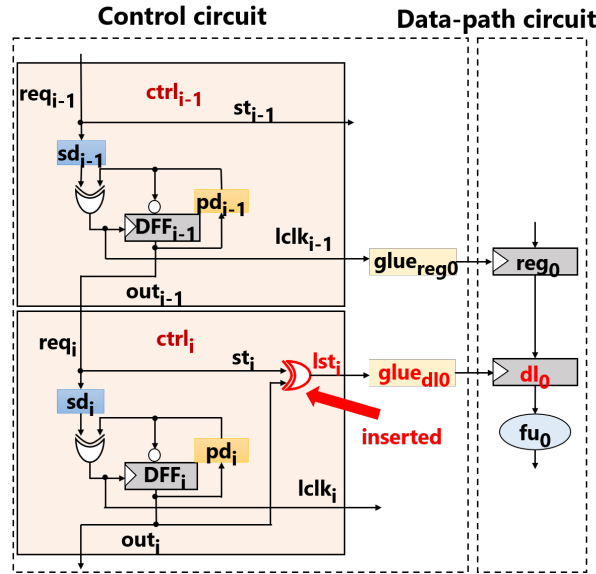 Control circuit
Data-path circuit
req_{i-1}
ctrl_{i-1}
st_{i-1}
sd_{i-1}
pd_{i-1}
DFF_{i-1}
lclk_{i-1}
glue_{reg0}
reg_0
out_{i-1}
req_i
ctrl_i
st_i
lst_i
glue_{dl0}
dl_0
sd_i
inserted
fu_0
pd_i
DFF_i
lclk_i
out_i